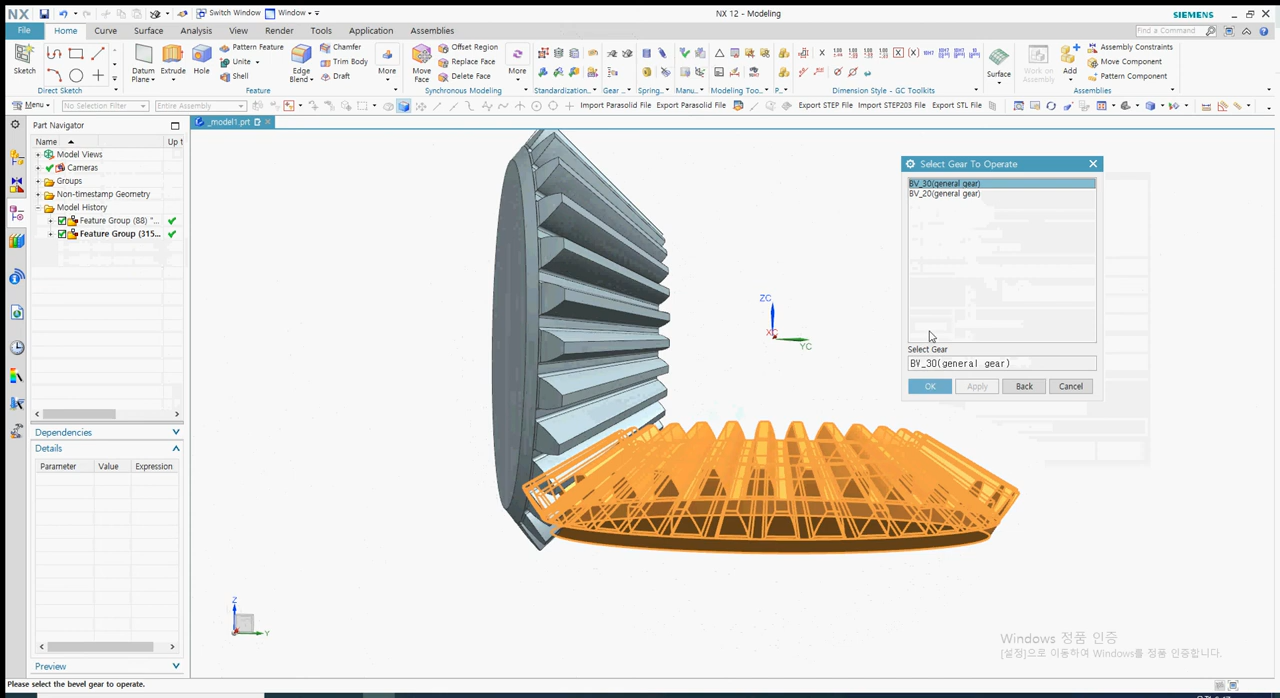 NX
Switch Window
Window
NX 12 - Modeling
SIEMENS
File
Home
Curve
Surface
Analysis
View
Render
Tools
Application
Assemblies
Find a Command
Sketch
Direct Sketch
Datum Plane
Extrude
Hole
Pattern Feature
Unite
Shell
Edge Blend
Chamfer
Trim Body
Draft
More
Feature
Move Face
Offset Region
Replace Face
Delete Face
More
Synchronous Modeling
Standardization...
Gear ...
Spring...
Manu...
Modeling Too...
P...
Dimension Style - GC Toolkits
Surface
Work on Assembly
Add
Assembly Constraints
Move Component
Pattern Component
Assemblies
Menu
No Selection Filter
Entire Assembly
Import Parasolid File
Export Parasolid File
Export STEP File
Import STEP203 File
Export STL File
Part Navigator
_model1.prt
Name
Up t
Model Views
Cameras
Groups
Non-timestamp Geometry
Model History
Feature Group (88) "...
Feature Group (315...
Dependencies
Details
Parameter
Value
Expression
Preview
ZC
XC
YC
Z
Y
Select Gear To Operate
BV_30(general gear)
BV_20(general gear)
Select Gear
BV_30(general gear)
OK
Apply
Back
Cancel
Windows 정품 인증
[설정]으로 이동하여 Windows를 정품 인증합니다.
Please select the bevel gear to operate.